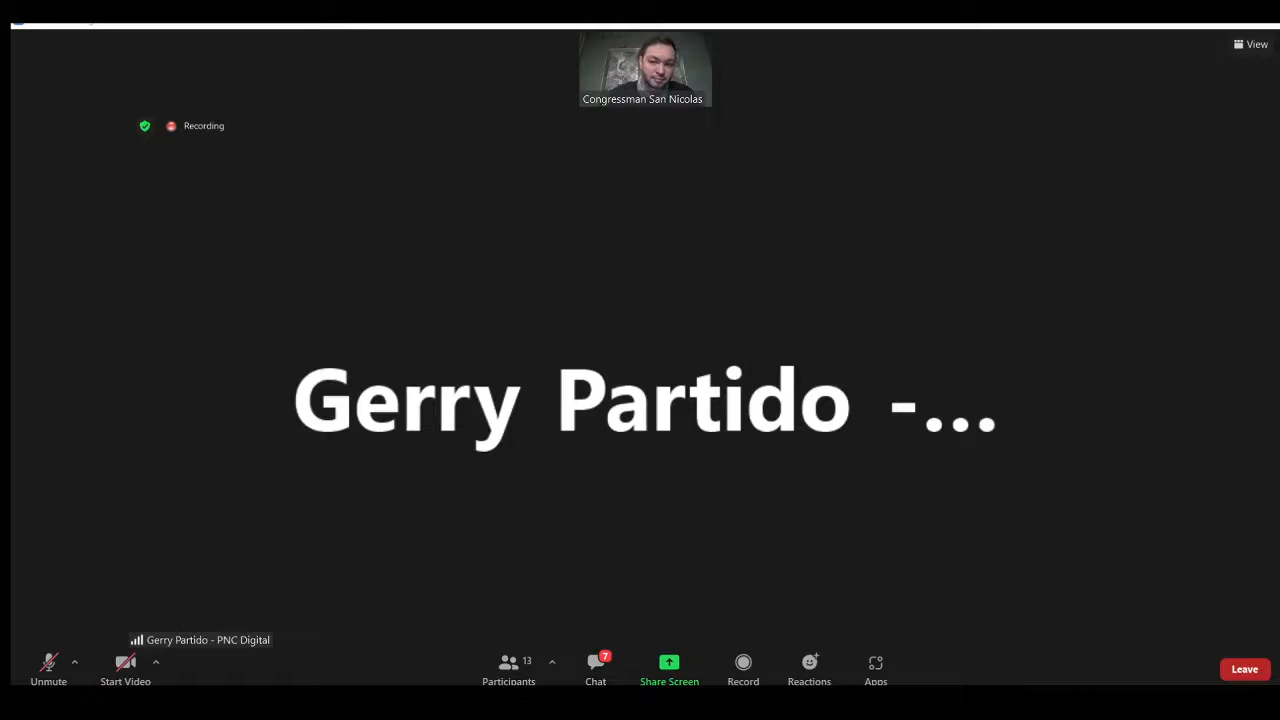 View
Congressman San Nicolas
Recording
Gerry Partido -...
Gerry Partido - PNC Digital
Unmute
Start Video
13
Participants
7
Chat
Share Screen
Record
Reactions
Apps
Leave